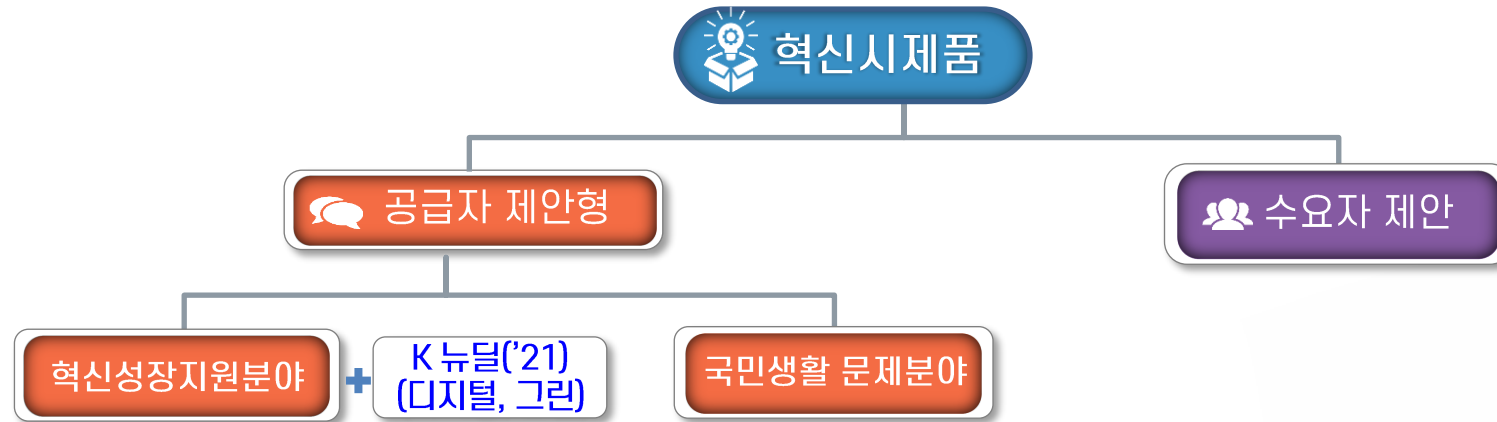 혁신시제품
공급자 제안형
수요자 제안
혁신성장지원분야
K 뉴딜('21)
(디지털, 그린)
국민생활 문제분야